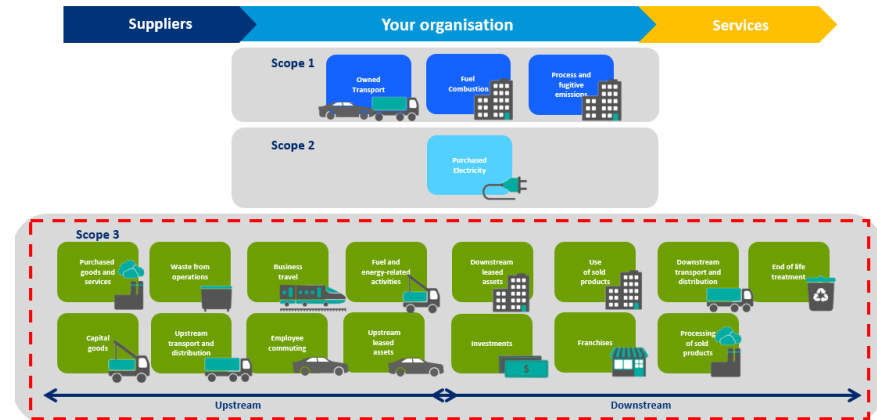 Suppliers
Your organisation
Services
Scope 1
Owned
Transport
Fuel
Combustion
Process and
fugitive
emissions
Scope 2
Purchased
Electricity
Scope 3
Purchased
goods and
services
Waste from
operations
Business
travel
Fuel and
energy-related
activities
Downstream
leased
assets
Use
of sold
products
Downstream
transport and
distribution
End of life
treatment
Capital
goods
Upstream
transport and
distribution
Employee
commuting
Upstream
leased
assets
Investments
$
Franchises
Processing
of sold
products
Upstream
Downstream